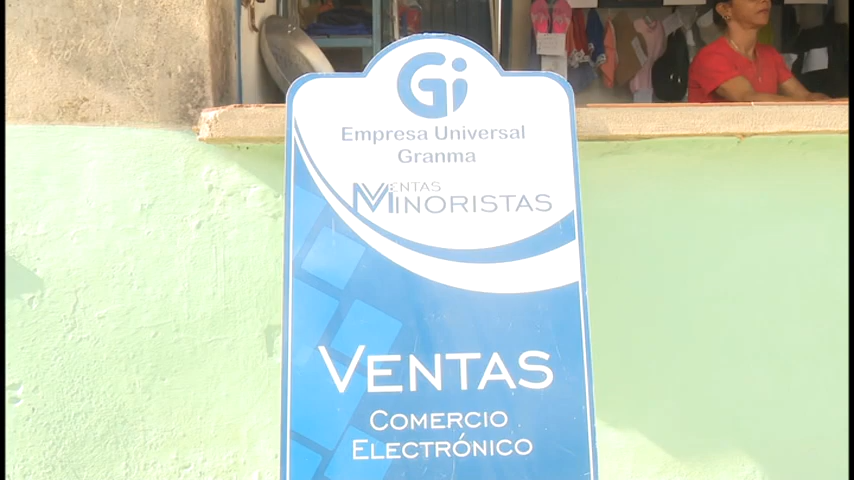 Gi
Empresa Universal
Granma
VENTAS
MINORISTAS
VENTAS
COMERCIO
ELECTRÓNICO